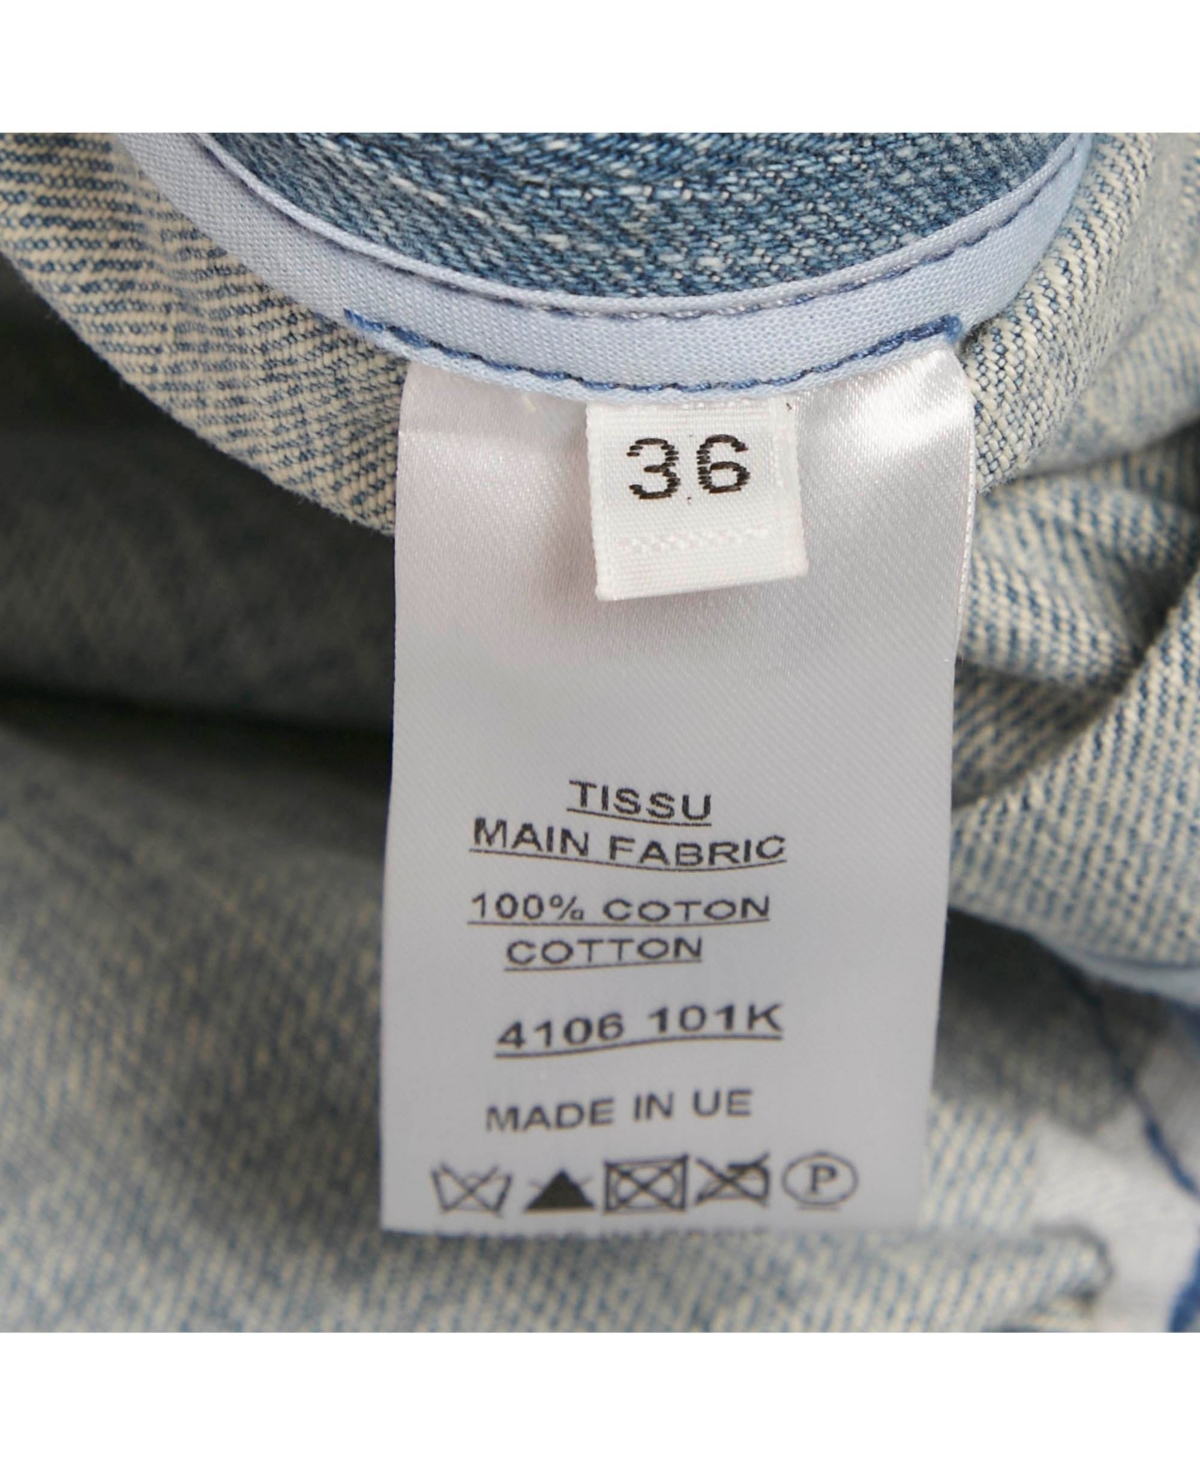 36
TISSU
MAIN FABRIC
100% COTON
COTTON
4106 101K
MADE IN UE
P